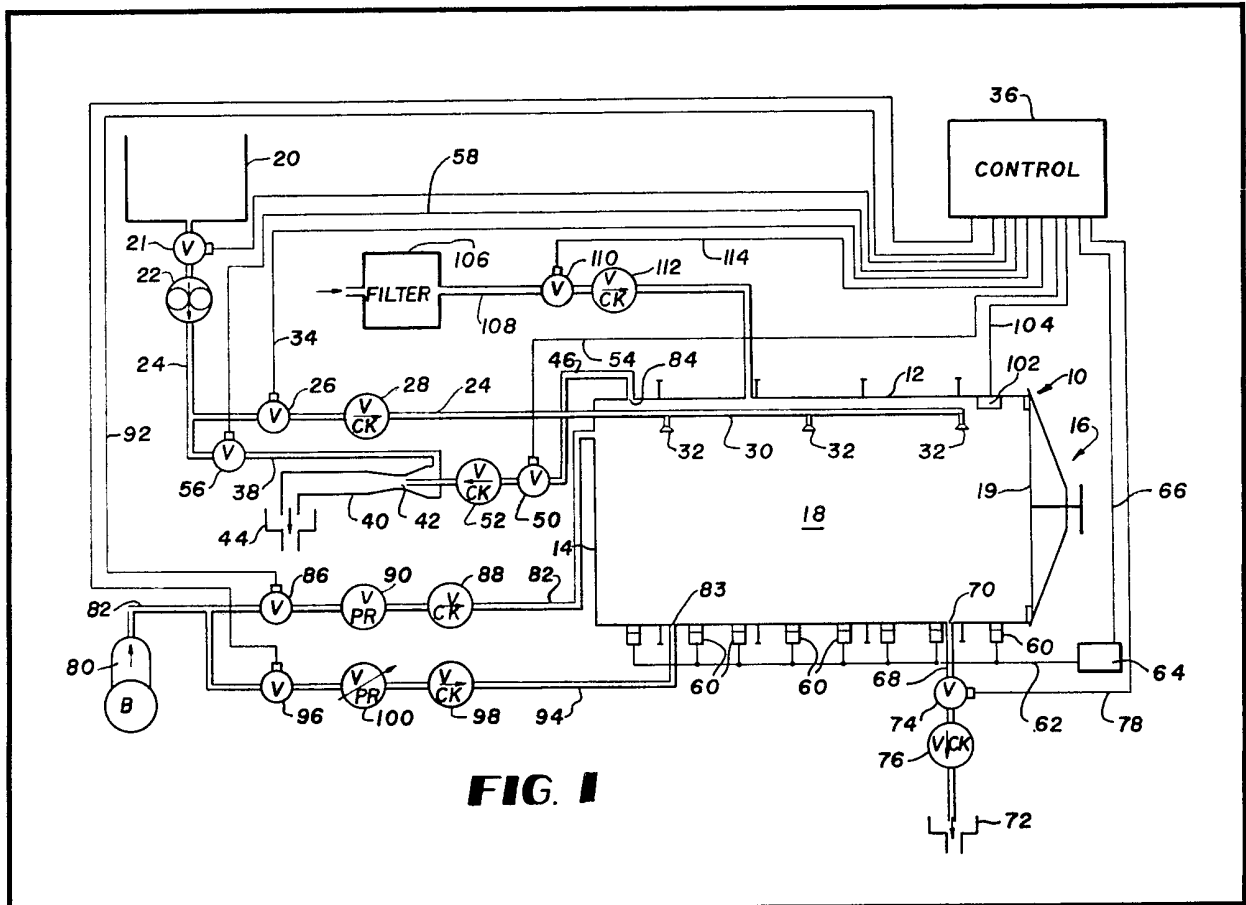 36
CONTROL
20
58
21
V
22
106
FILTER
108
110
V
112
V
CK
114
104
24
34
46
54
84
12
102
10
26
V
28
V
CK
24
92
32
30
32
32
16
56
V
38
V
CK
52
V
50
19
66
18
40
42
44
14
86
V
90
V
PR
88
V
CK
82
82
83
70
80
B
60
60
60
64
68
V
96
V
PR
100
V
CK
98
94
V
74
62
78
V CK
76
FIG. 1
72